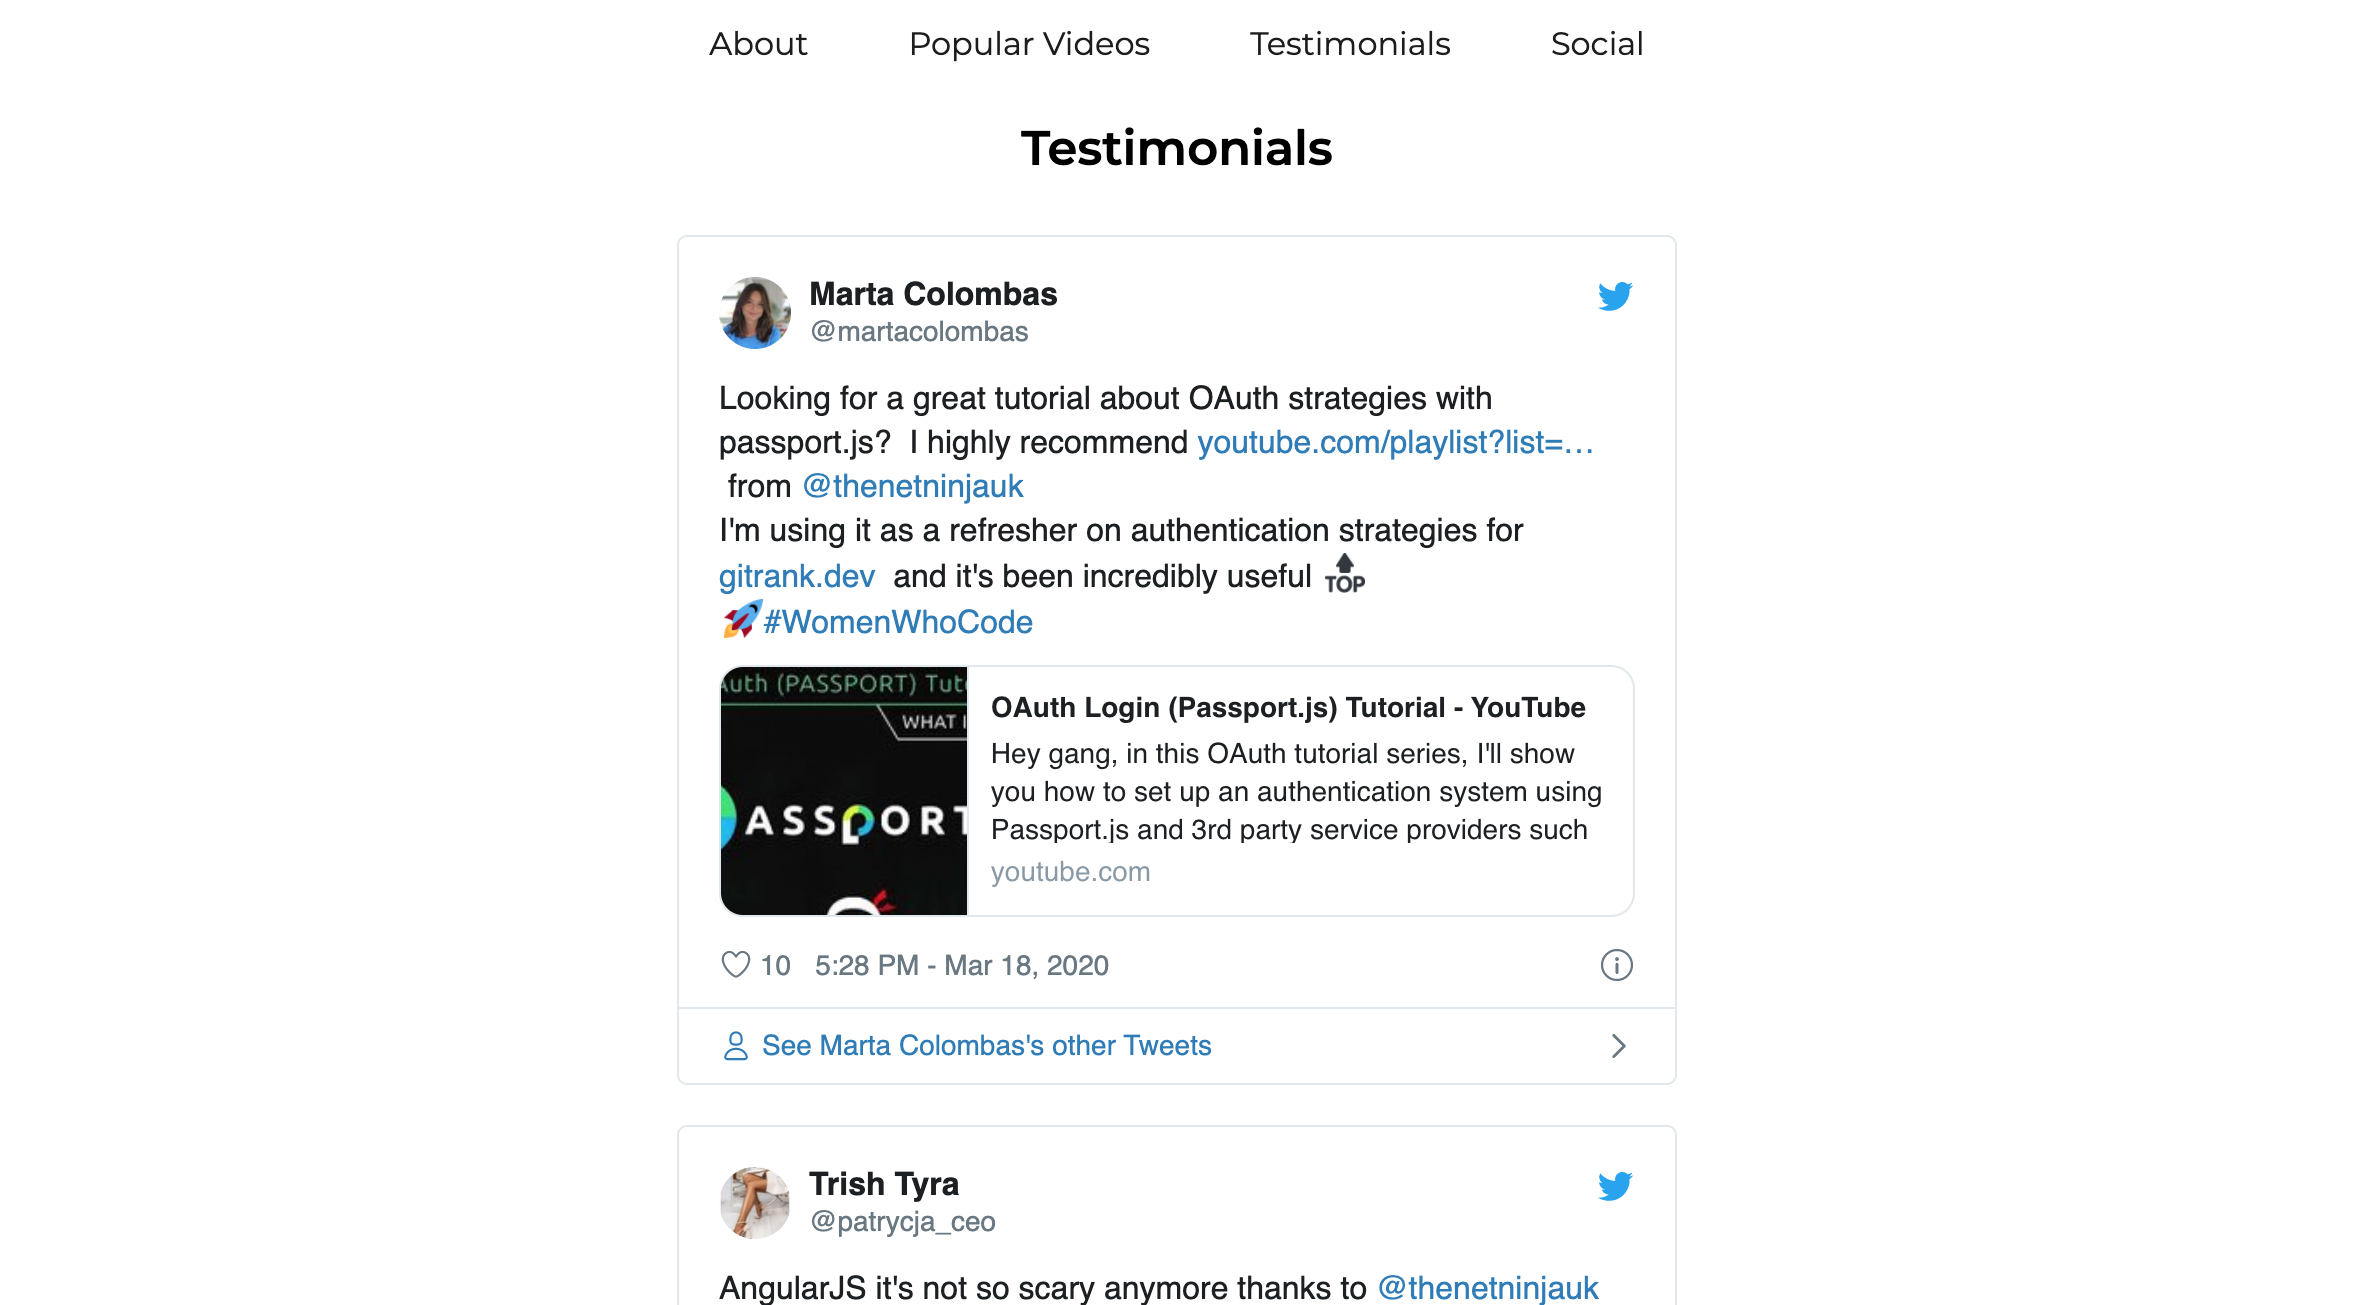 About Popular Videos Testimonials Social
Testimonials
Marta Colombas
@martacolombas
Looking for a great tutorial about OAuth strategies with
passport.js?  I highly recommend youtube.com/playlist?list=…
from @thenetninjauk
I'm using it as a refresher on authentication strategies for
gitrank.dev  and it's been incredibly useful 🔝
🚀#WomenWhoCode
Auth (PASSPORT) Tut
WHAT I
ASSPORT
OAuth Login (Passport.js) Tutorial - YouTube
Hey gang, in this OAuth tutorial series, I'll show
you how to set up an authentication system using
Passport.js and 3rd party service providers such
youtube.com
10 5:28 PM - Mar 18, 2020
See Marta Colombas's other Tweets
Trish Tyra
@patrycja_ceo
AngularJS it's not so scary anymore thanks to @thenetninjauk